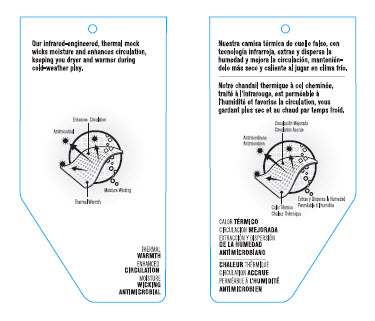 Our infrared-engineered, thermal mock
wicks moisture and enhances circulation,
keeping you dryer and warmer during
cold-weather play.
Enhance Circulation
Antimicrobial
Moisture Wicking
Thermal Warmth
THERMAL
WARMTH
ENHANCED
CIRCULATION
MOISTURE
WICKING
ANTIMICROBIAL
Nuestra camisa térmica de cuello falso, con
tecnología infrarroja, extrae y dispersa la
humedad y mejora la circulación, mantenién-
dolo más seco y caliente al jugar en clima frío.
Notre chandail thermique à col cheminée,
traité à l'infrarouge, est perméable à
l'humidité et favorise la circulation, vous
gardant plus sec et au chaud par temps froid.
Circulación Mejorada
Circulation Accrue
Antimicrobiano
Antimicrobien
Extrae y Dispersa la Humedad
Perméable à l'Humidité
Calor Térmico
Chaleur Thermique
CALOR TÉRMICO
CIRCULACIÓN MEJORADA
EXTRACCIÓN Y DISPERSIÓN
DE LA HUMEDAD
ANTIMICROBIANO
CHALEUR THERMIQUE
CIRCULATION ACCRUE
PERMÉABLE À L'HUMIDITÉ
ANTIMICROBIEN